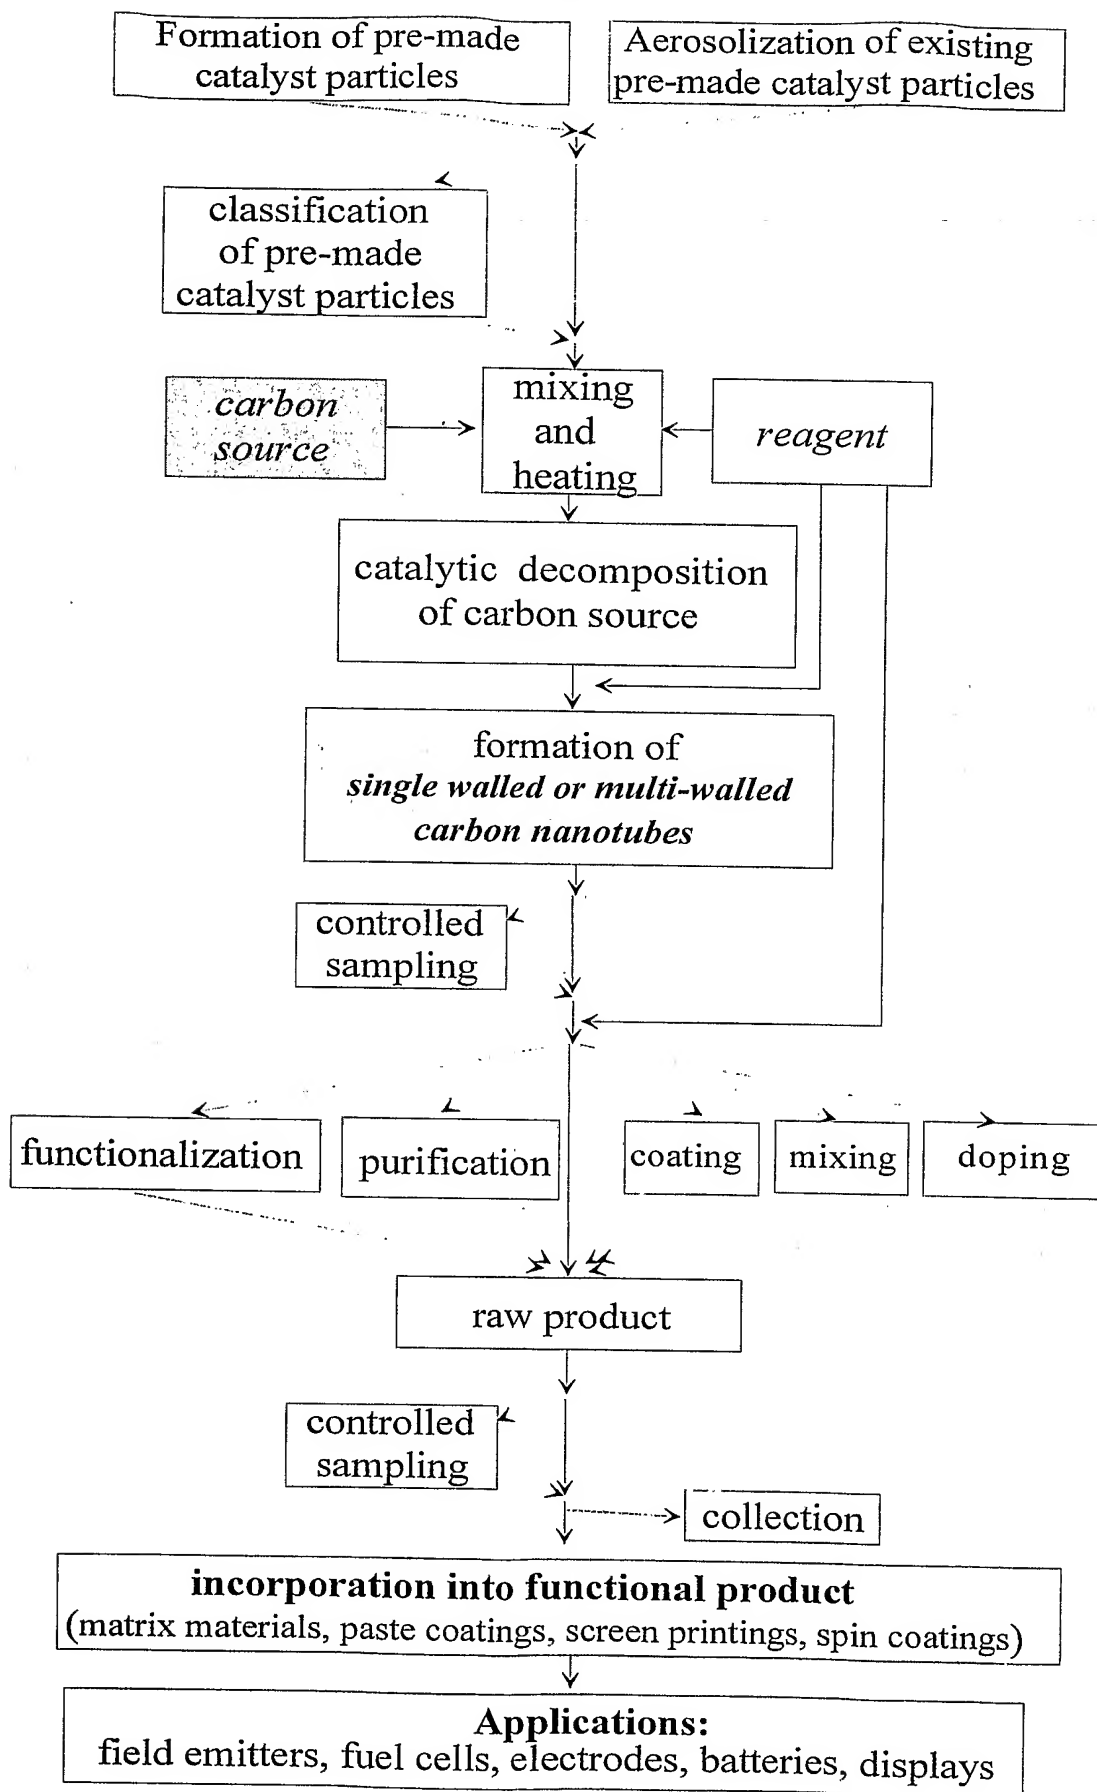 Formation of pre-made
catalyst particles
Aerosolization of existing
pre-made catalyst particles
classification
of pre-made
catalyst particles
carbon
source
mixing
and
heating
reagent
catalytic decomposition
of carbon source
formation of
single walled or multi-walled
carbon nanotubes
controlled
sampling
functionalization
purification
coating
mixing
doping
raw product
controlled
sampling
collection
incorporation into functional product
(matrix materials, paste coatings, screen printings, spin coatings)
Applications:
field emitters, fuel cells, electrodes, batteries, displays